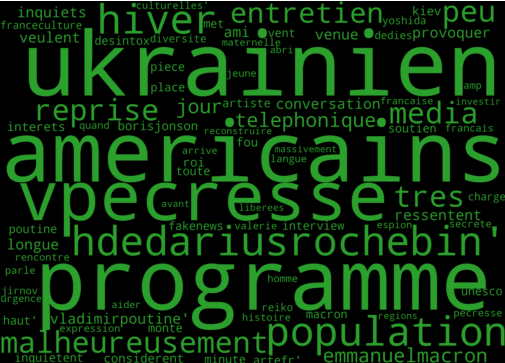 inquiets hiver entretien peu
culturelles' met ami vent kiev yoshida
franceculture
veulent desintox diversite venue dedies provoquer
maternelle
ukrainien
piece abri
place jeune amp
reprise jour artiste conversation francaise investir
media
interets quand borisjonson telephonique soutien francais
reconstruire
americains
arrive fou massivement
roi langue
toute
vpecresse tres charge
avant liberees ressentent
poutine fakenews valerie interview espion secrete
longue hdedariusrochebin'
rencontre
parle
programme
jirnov homme unesco
urgence aider reiko
haut' vladimirpoutine' histoire macron regions pecresse
expression' monte population
malheureusement
inquietent considerent minute artefr' emmanuelmacron